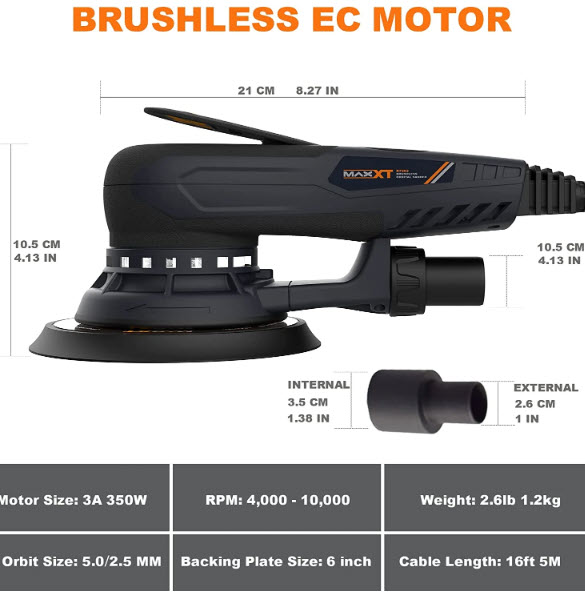 BRUSHLESS EC MOTOR
21 CM 8.27 IN
MAXXT
10.5 CM
4.13 IN
10.5 CM
4.13 IN
INTERNAL
3.5 CM
1.38 IN
EXTERNAL
2.6 CM
1 IN
Motor Size: 3A 350W
RPM: 4,000 - 10,000
Weight: 2.6lb 1.2kg
Orbit Size: 5.0/2.5 MM
Backing Plate Size: 6 inch
Cable Length: 16ft 5M